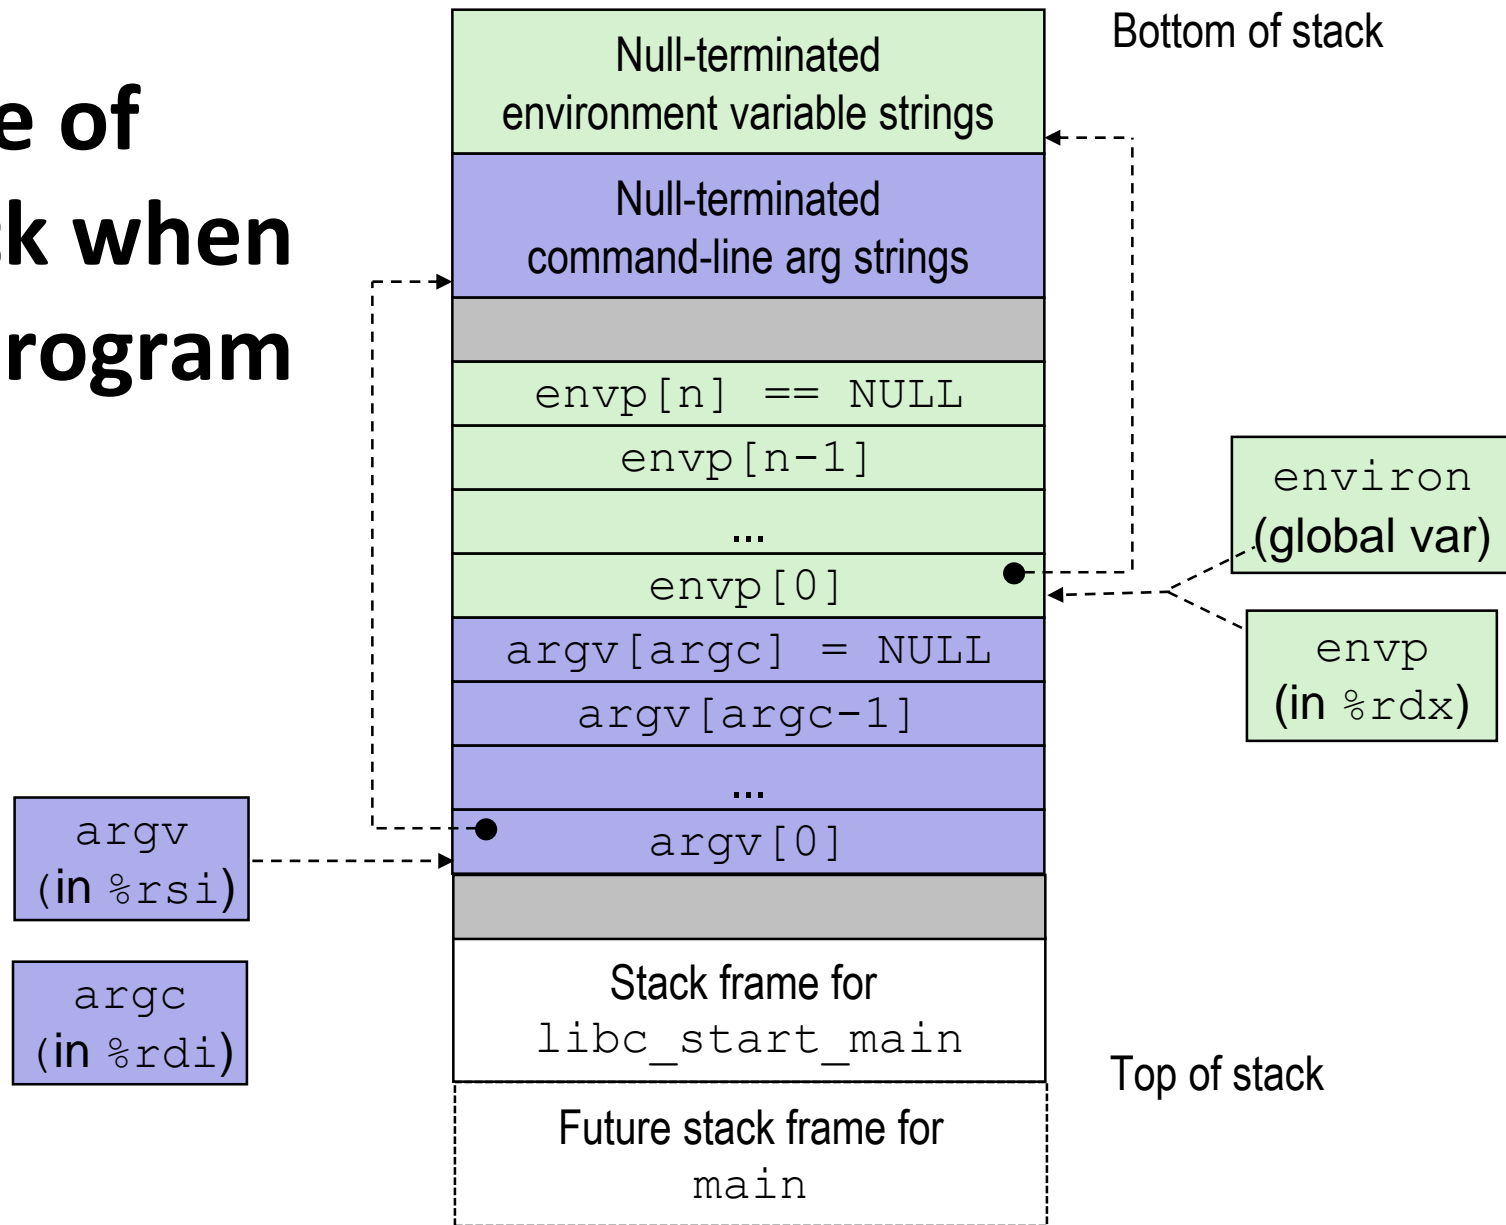 e of
ck when
rogram
Bottom of stack
Null-terminated
environment variable strings
Null-terminated
command-line arg strings
envp[n] == NULL
envp[n-1]
...
envp[0]
argv[argc] = NULL
argv[argc-1]
...
argv[0]
environ
(global var)
envp
(in %rdx)
argv
(in %rsi)
argc
(in %rdi)
Stack frame for
libc_start_main
Top of stack
Future stack frame for
main